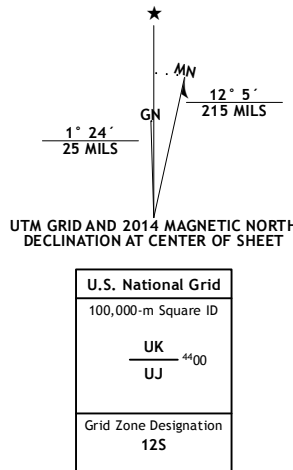 MN
GN
12° 5´
215 MILS
1° 24´
25 MILS
UTM GRID AND 2014 MAGNETIC NORTH
DECLINATION AT CENTER OF SHEET
U.S. National Grid
100,000-m Square ID
UK
4400
UJ
Grid Zone Designation
12S